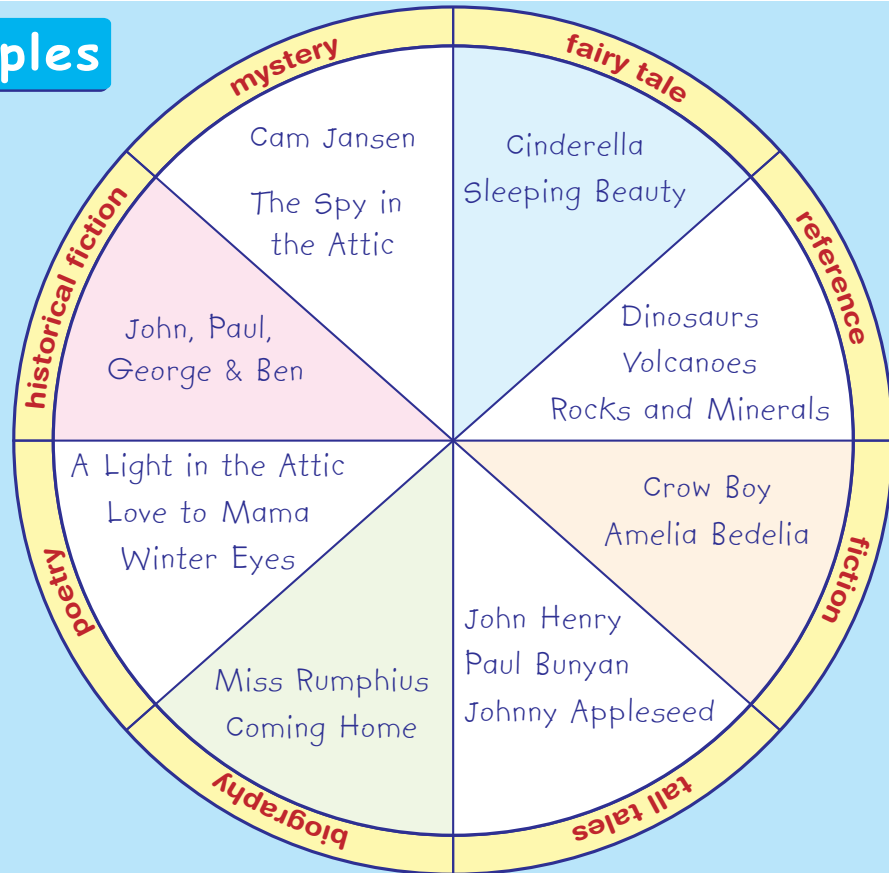 ples
mystery
Cam Jansen
The Spy in
the Attic
fairy tale
Cinderella
Sleeping Beauty
reference
Dinosaurs
Volcanoes
Rocks and Minerals
fiction
Crow Boy
Amelia Bedelia
tall tales
John Henry
Paul Bunyan
Johnny Appleseed
biography
Miss Rumphius
Coming Home
poetry
A Light in the Attic
Love to Mama
Winter Eyes
historical fiction
John, Paul,
George & Ben